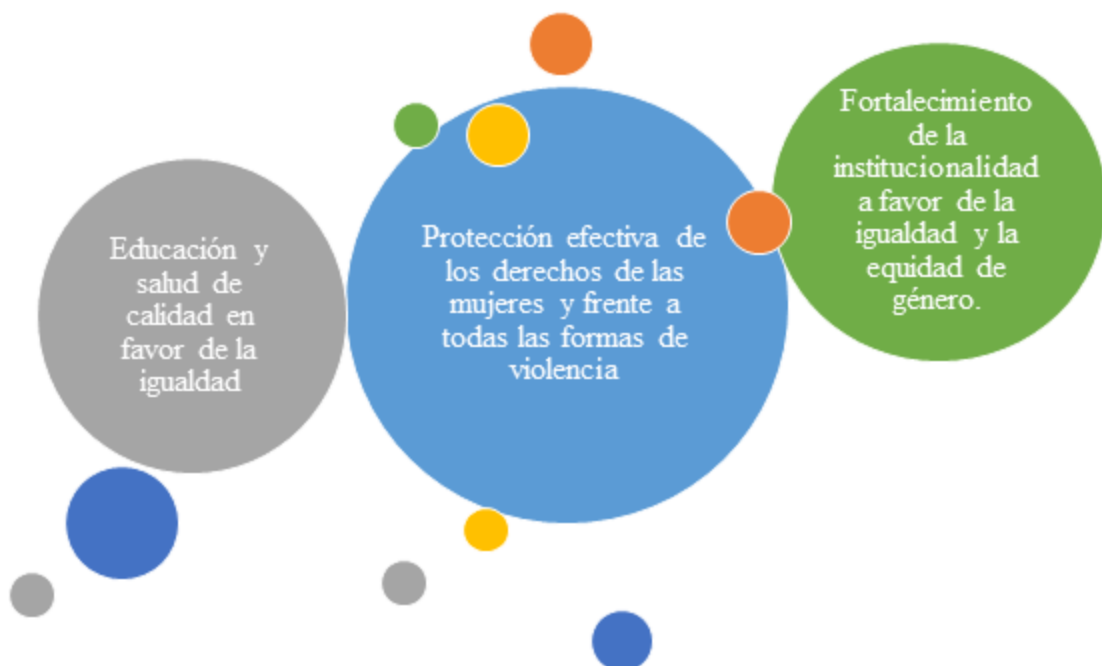 Educación y
salud de
calidad en
favor de la
igualdad
Protección efectiva de
los derechos de las
mujeres y frente a
todas las formas de
violencia
Fortalecimiento
de la
institucionalidad
a favor de la
igualdad y la
equidad de
género.